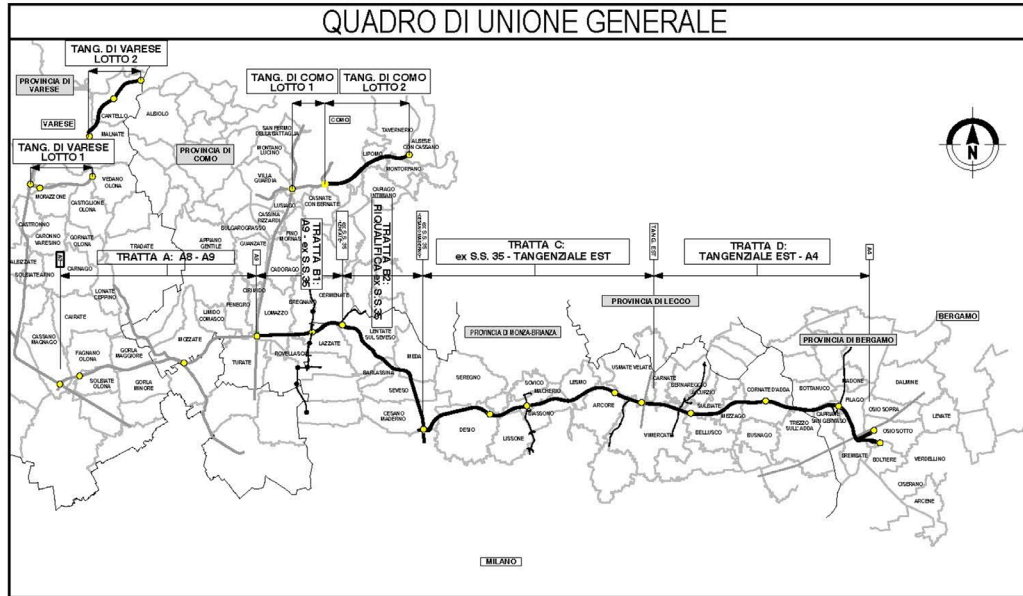 QUADRO DI UNIONE GENERALE
TANG. DI VARESE
LOTTO 2
PROVINCIA DI
VARESE
CANTELLO
ALBIOLO
VARESE
MALNATE
TANG. DI VARESE
LOTTO 1
VEDANO
OLONA
MORAZZONE
CASTIGLIONE
OLONA
CASTRONNO
CARONNO
VARESINO
GORNATE
OLONA
CARNAGO
TRADATE
PROVINCIA DI
COMO
TANG. DI COMO
LOTTO 1
TANG. DI COMO
LOTTO 2
COMO
SAN FERMO
DELLA BATTAGLIA
MONTANO
LUCINO
VILLA
GUARDIA
TAVERNERIO
ALBESE
CON CASSANO
LIPOMO
MONTORFANO
CAPIAGO
INTIMIANO
CASNATE
CON BERNATE
LUISAGO
CASSINA
RIZZARDI
BULGAROGRASSO
FINO
MORNASCO
GUANZATE
APPIANO
GENTILE
N
TRATTA A: A8 - A9
A9
TRATTA B1:
A9 - ex S.S. 35
TRATTA B2:
RIQUALIFICA ex S.S.35
TRATTA C:
ex S.S. 35 - TANGENZIALE EST
TANG. EST
TRATTA D:
TANGENZIALE EST - A4
A4
LONATE
CEPPINO
CAIRATE
CASSANO
MAGNAGO
FAGNANO
OLONA
SOLBIATE
OLONA
GORLA
MAGGIORE
GORLA
MINORE
MOZZATE
LIMIDO
COMASCO
FENEGRO
CIRIMIDO
TURATE
LOMAZZO
CADORAGO
BREGNANO
CERMENATE
ROVELLASCA
LAZZATE
LENTATE
SUL SEVESO
BARLASSINA
MEDA
SEVESO
CESANO
MADERNO
PROVINCIA DI LECCO
PROVINCIA DI MONZA-BRIANZA
PROVINCIA DI BERGAMO
BERGAMO
SEREGNO
DESIO
LISSONE
BIASSONO
SOVICO
MACHERIO
LESMO
ARCORE
USMATE VELATE
CARNATE
BERNAREGGIO
VIMERCATE
SULBIATE
BELLUSCO
MEZZAGO
BUSNAGO
CORNATE D'ADDA
TREZZO
SULL'ADDA
BOTTANUCO
CAPRIATE
SAN GERVASO
MADONE
FILAGO
DALMINE
OSIO SOPRA
OSIO SOTTO
LEVATE
BREMBATE
BOLTIERE
VERDELLINO
CISERANO
ARCENE
MILANO